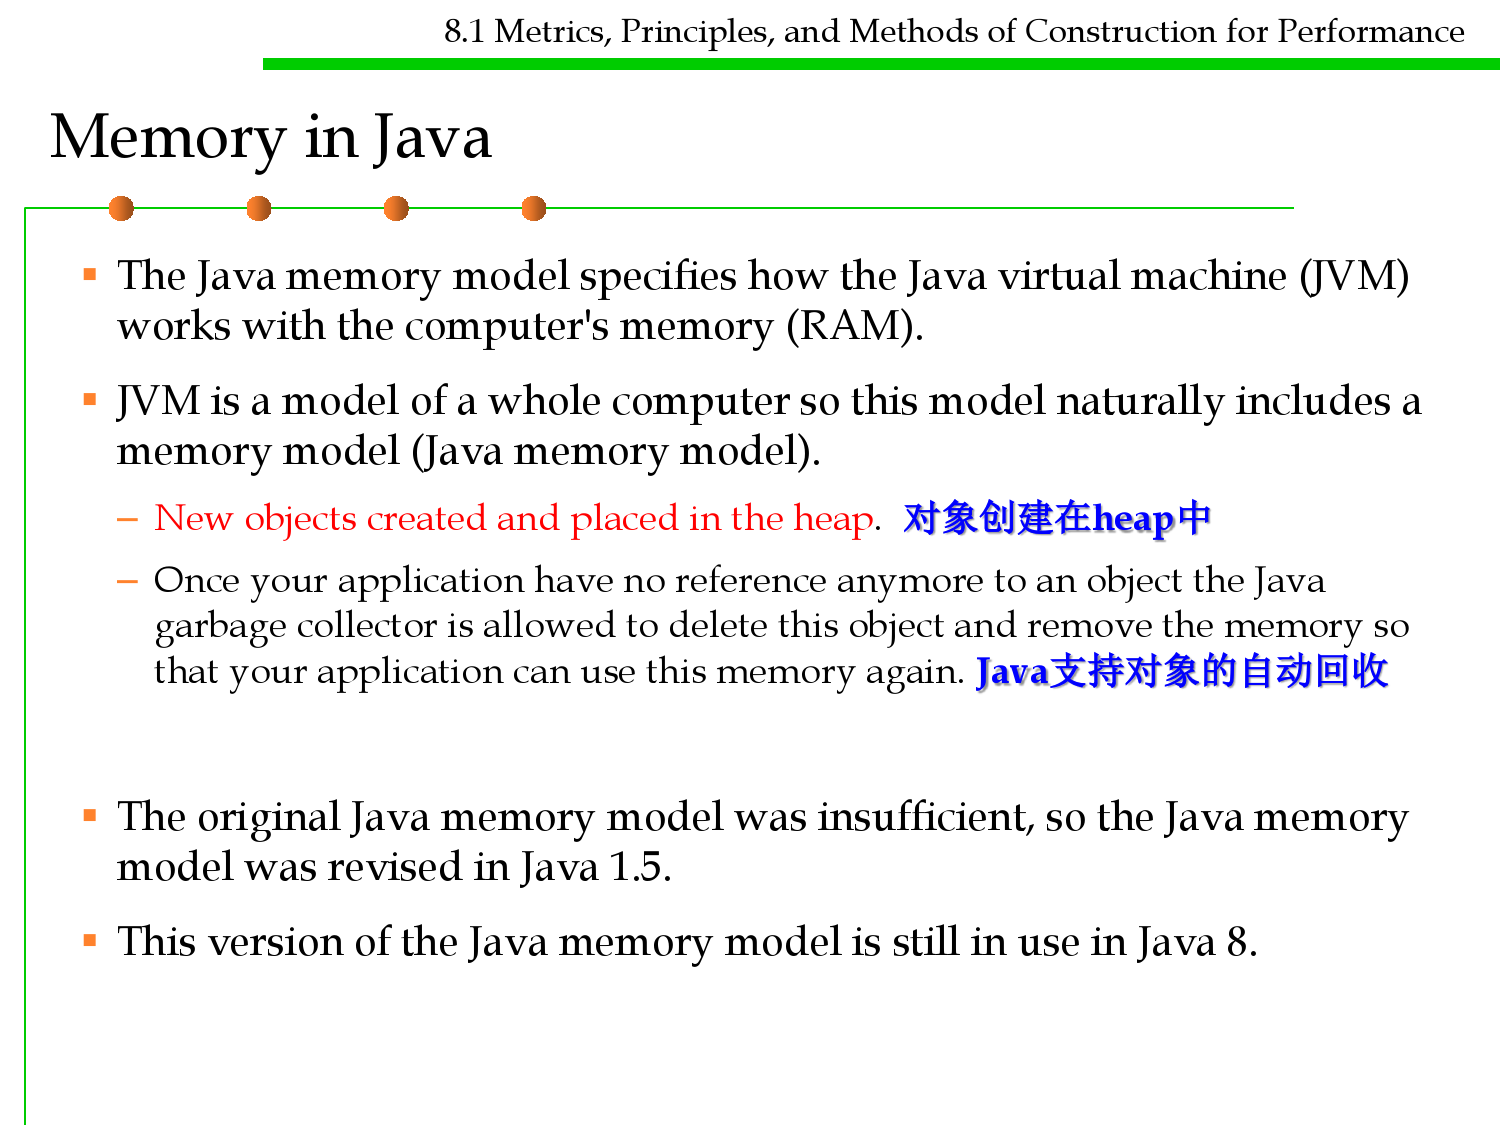 8.1 Metrics, Principles, and Methods of Construction for Performance
Memory in Java
▪ The Java memory model specifies how the Java virtual machine (JVM)
works with the computer's memory (RAM).
▪ JVM is a model of a whole computer so this model naturally includes a
memory model (Java memory model).
– New objects created and placed in the heap. 对象创建在heap中
– Once your application have no reference anymore to an object the Java
garbage collector is allowed to delete this object and remove the memory so
that your application can use this memory again. Java支持对象的自动回收
▪ The original Java memory model was insufficient, so the Java memory
model was revised in Java 1.5.
▪ This version of the Java memory model is still in use in Java 8.